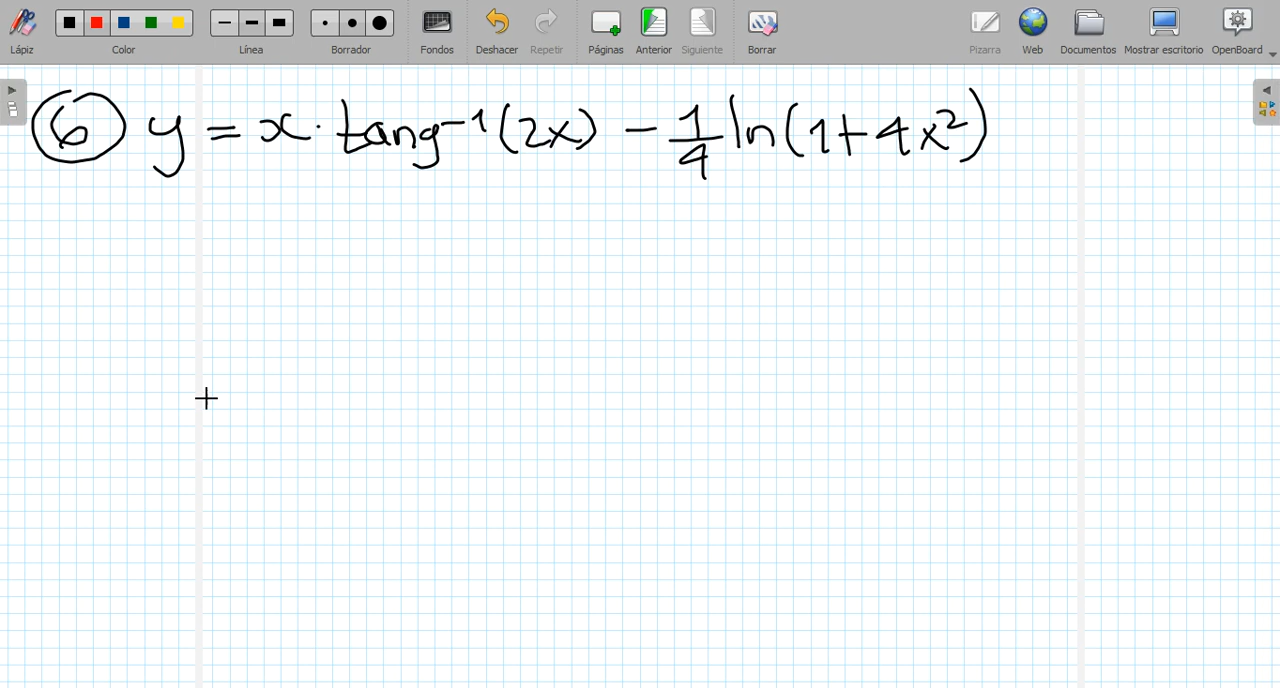 Lápiz Color Línea Borrador Fondos Deshacer Repetir Páginas Anterior Siguiente Borrar Pizarra Web Documentos Mostrar escritorio OpenBoard
⑥ y = x · tang⁻¹(2x) − 1/4 ln(1+4x²)